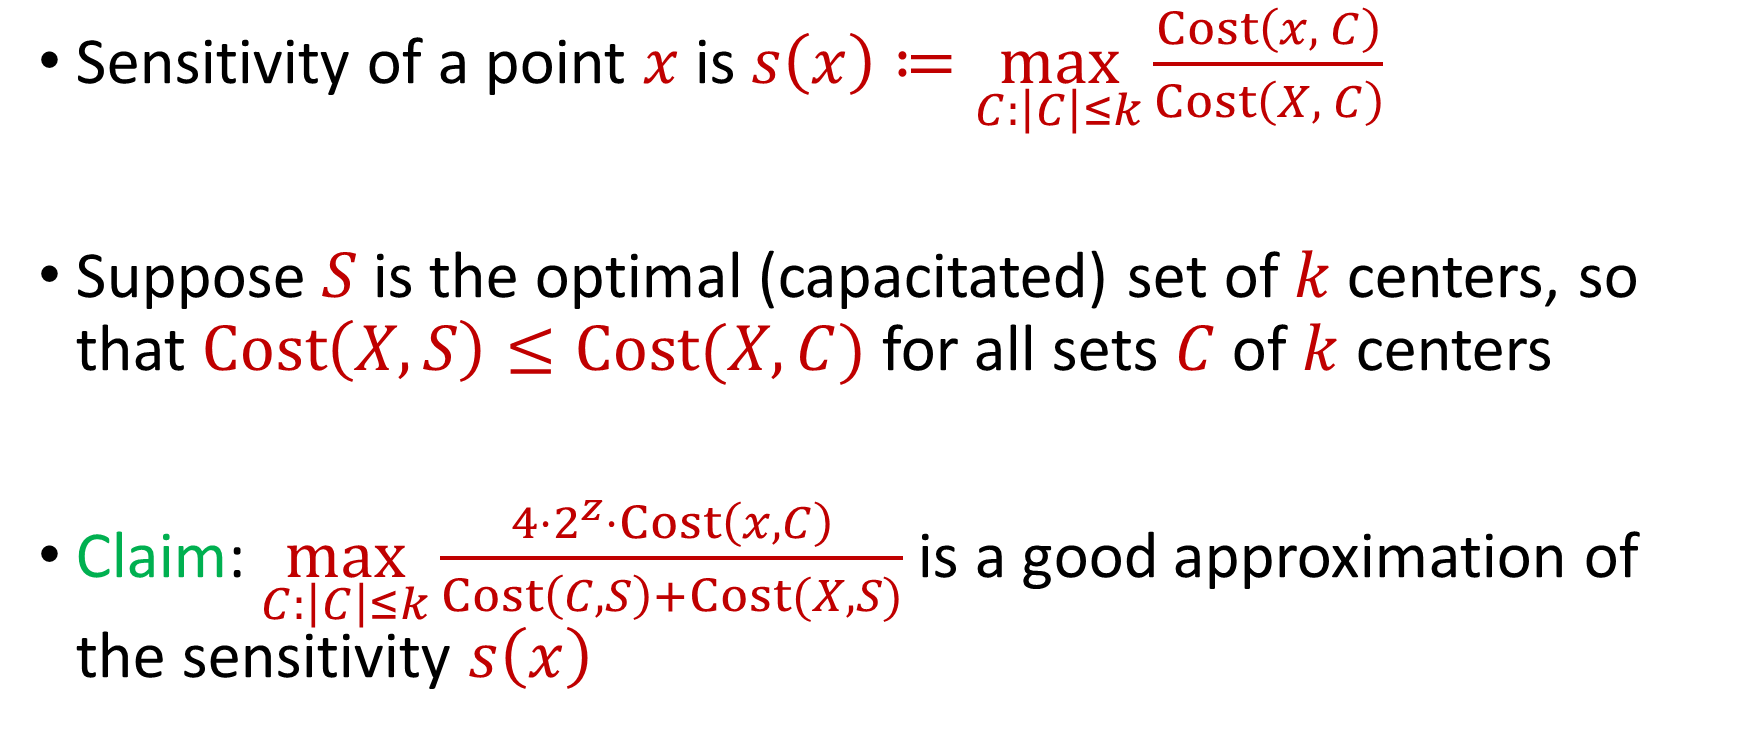 • Sensitivity of a point x is s(x) ≔ max_{C:|C|≤k} Cost(x, C)/Cost(X, C)
• Suppose S is the optimal (capacitated) set of k centers, so
that Cost(X, S) ≤ Cost(X, C) for all sets C of k centers
• Claim: max_{C:|C|≤k} 4·2^z·Cost(x,C)/(Cost(C,S)+Cost(X,S)) is a good approximation of
the sensitivity s(x)